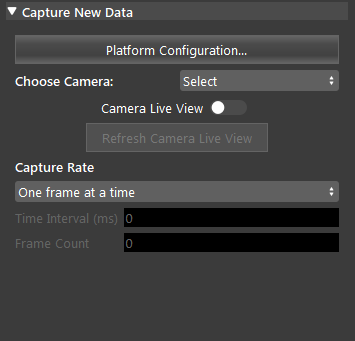 Capture New Data
Platform Configuration...
Choose Camera: Select
Camera Live View
Refresh Camera Live View
Capture Rate
One frame at a time
Time Interval (ms) 0
Frame Count 0